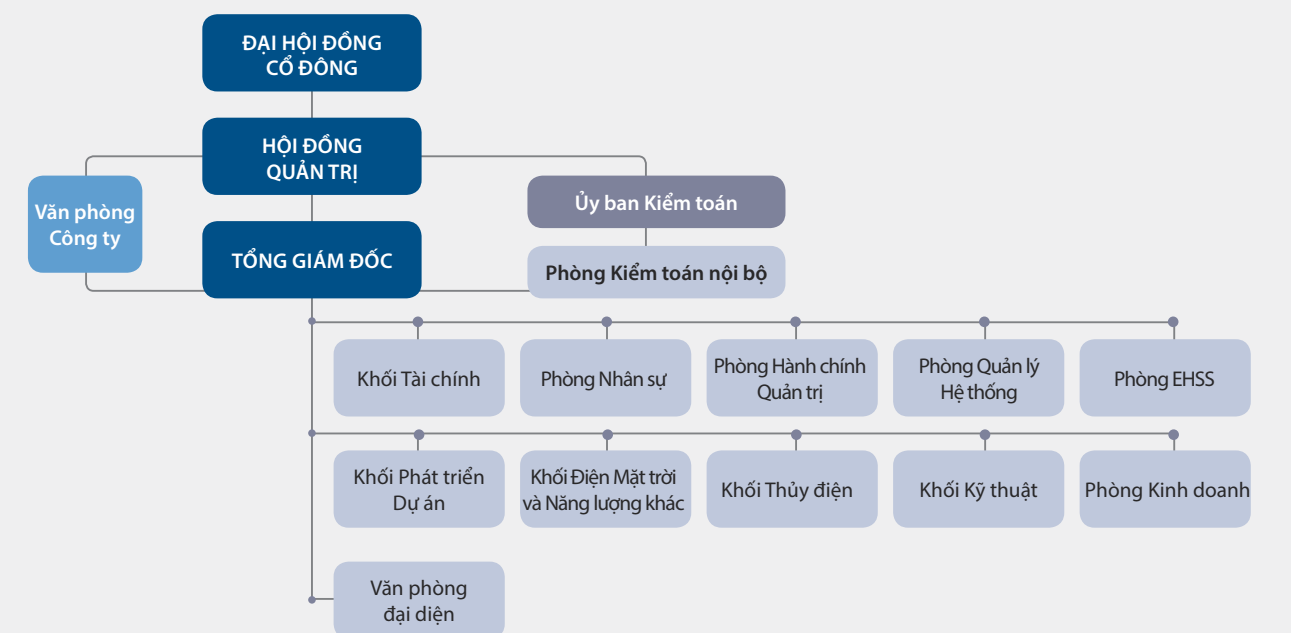 ĐẠI HỘI ĐỒNG
CỔ ĐÔNG
HỘI ĐỒNG
QUẢN TRỊ
Văn phòng
Công ty
Ủy ban Kiểm toán
TỔNG GIÁM ĐỐC
Phòng Kiểm toán nội bộ
Khối Tài chính
Phòng Nhân sự
Phòng Hành chính
Quản trị
Phòng Quản lý
Hệ thống
Phòng EHSS
Khối Phát triển
Dự án
Khối Điện Mặt trời
và Năng lượng khác
Khối Thủy điện
Khối Kỹ thuật
Phòng Kinh doanh
Văn phòng
đại diện